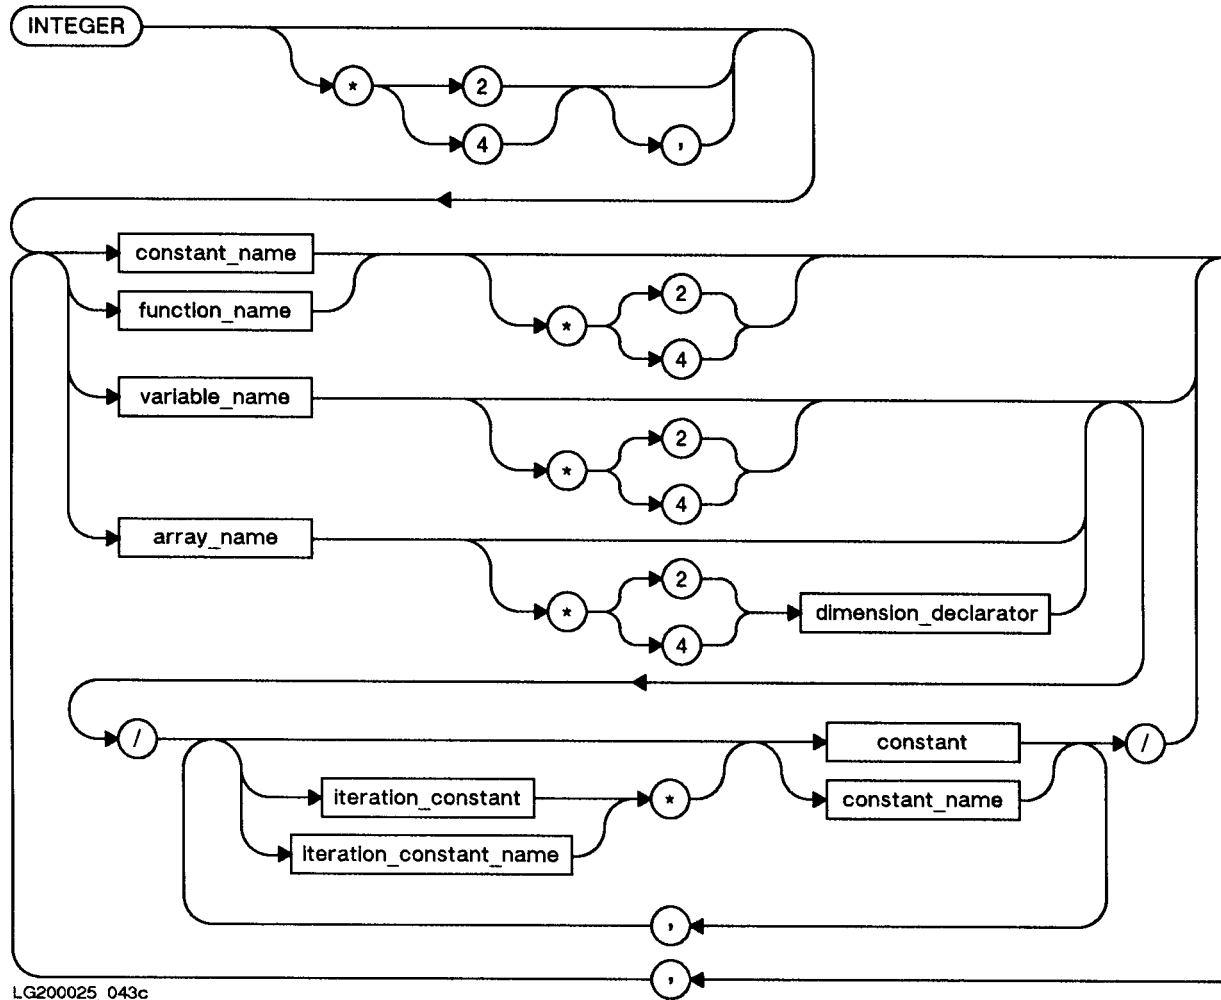 INTEGER
* 2
4 ,
constant_name
function_name
* 2
4
variable_name
* 2
4
array_name
* 2
4
dimension_declarator
/ constant /
iteration_constant *
constant_name
iteration_constant_name
,
,
LG200025_043c